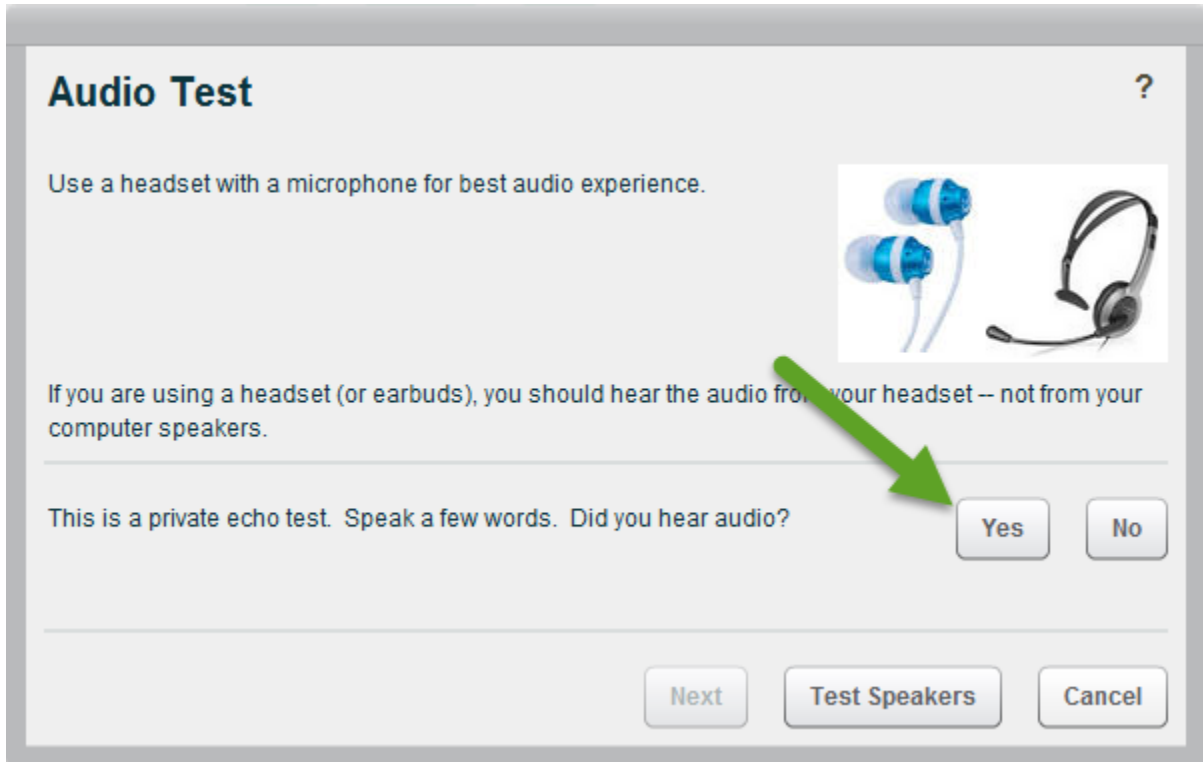 Audio Test
?
Use a headset with a microphone for best audio experience.
If you are using a headset (or earbuds), you should hear the audio from your headset -- not from your
computer speakers.
This is a private echo test.  Speak a few words.  Did you hear audio?
Yes
No
Next
Test Speakers
Cancel